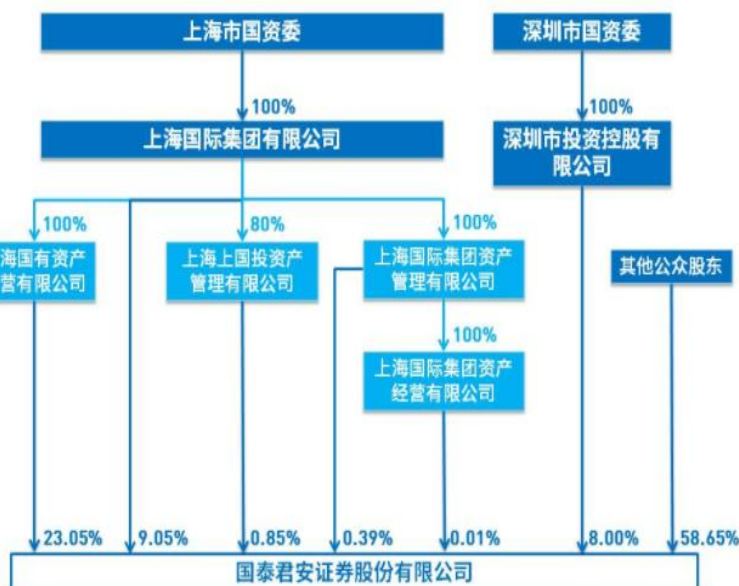 上海市国资委
深圳市国资委
100%
100%
上海国际集团有限公司
深圳市投资控股有
限公司
100%
80%
100%
海国有资产
营有限公司
上海上国投资产
管理有限公司
上海国际集团资产
管理有限公司
其他公众股东
100%
上海国际集团资产
经营有限公司
23.05%
9.05%
0.85%
0.39%
0.01%
8.00%
58.65%
国泰君安证券股份有限公司